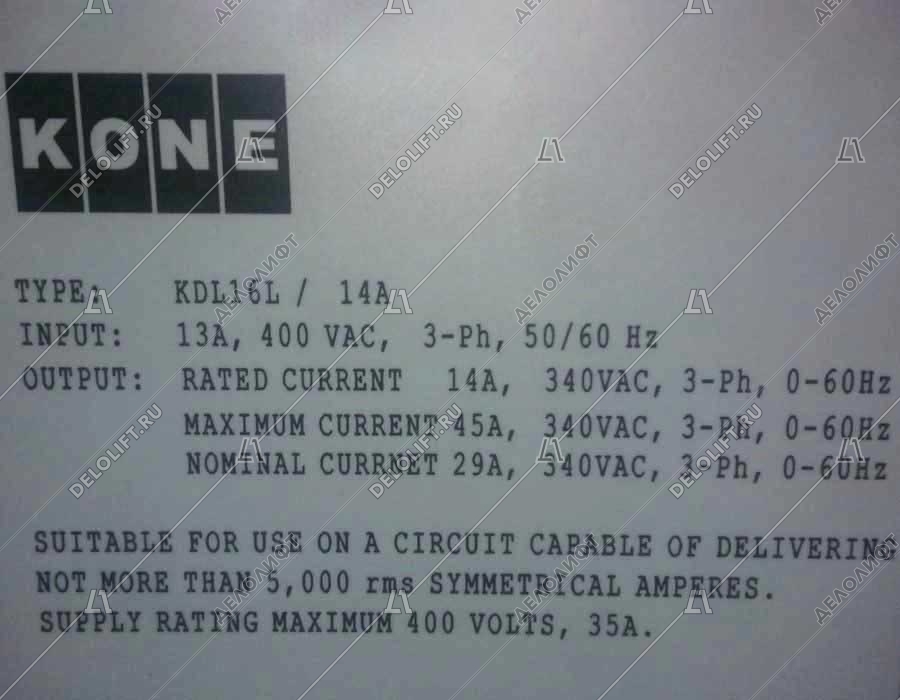 KONE
TYPE: KDL16L / 14A
INPUT: 13A, 400 VAC, 3-Ph, 50/60 Hz
OUTPUT: RATED CURRENT 14A, 340VAC, 3-Ph, 0-60Hz
MAXIMUM CURRENT 45A, 340VAC, 3-Ph, 0-60Hz
NOMINAL CURRNET 29A, 340VAC, 3-Ph, 0-60Hz
SUITABLE FOR USE ON A CIRCUIT CAPABLE OF DELIVERING
NOT MORE THAN 5,000 rms SYMMETRICAL AMPERES.
SUPPLY RATING MAXIMUM 400 VOLTS, 35A.
DELOLIFT.RU
ДЕЛОЛИФТ